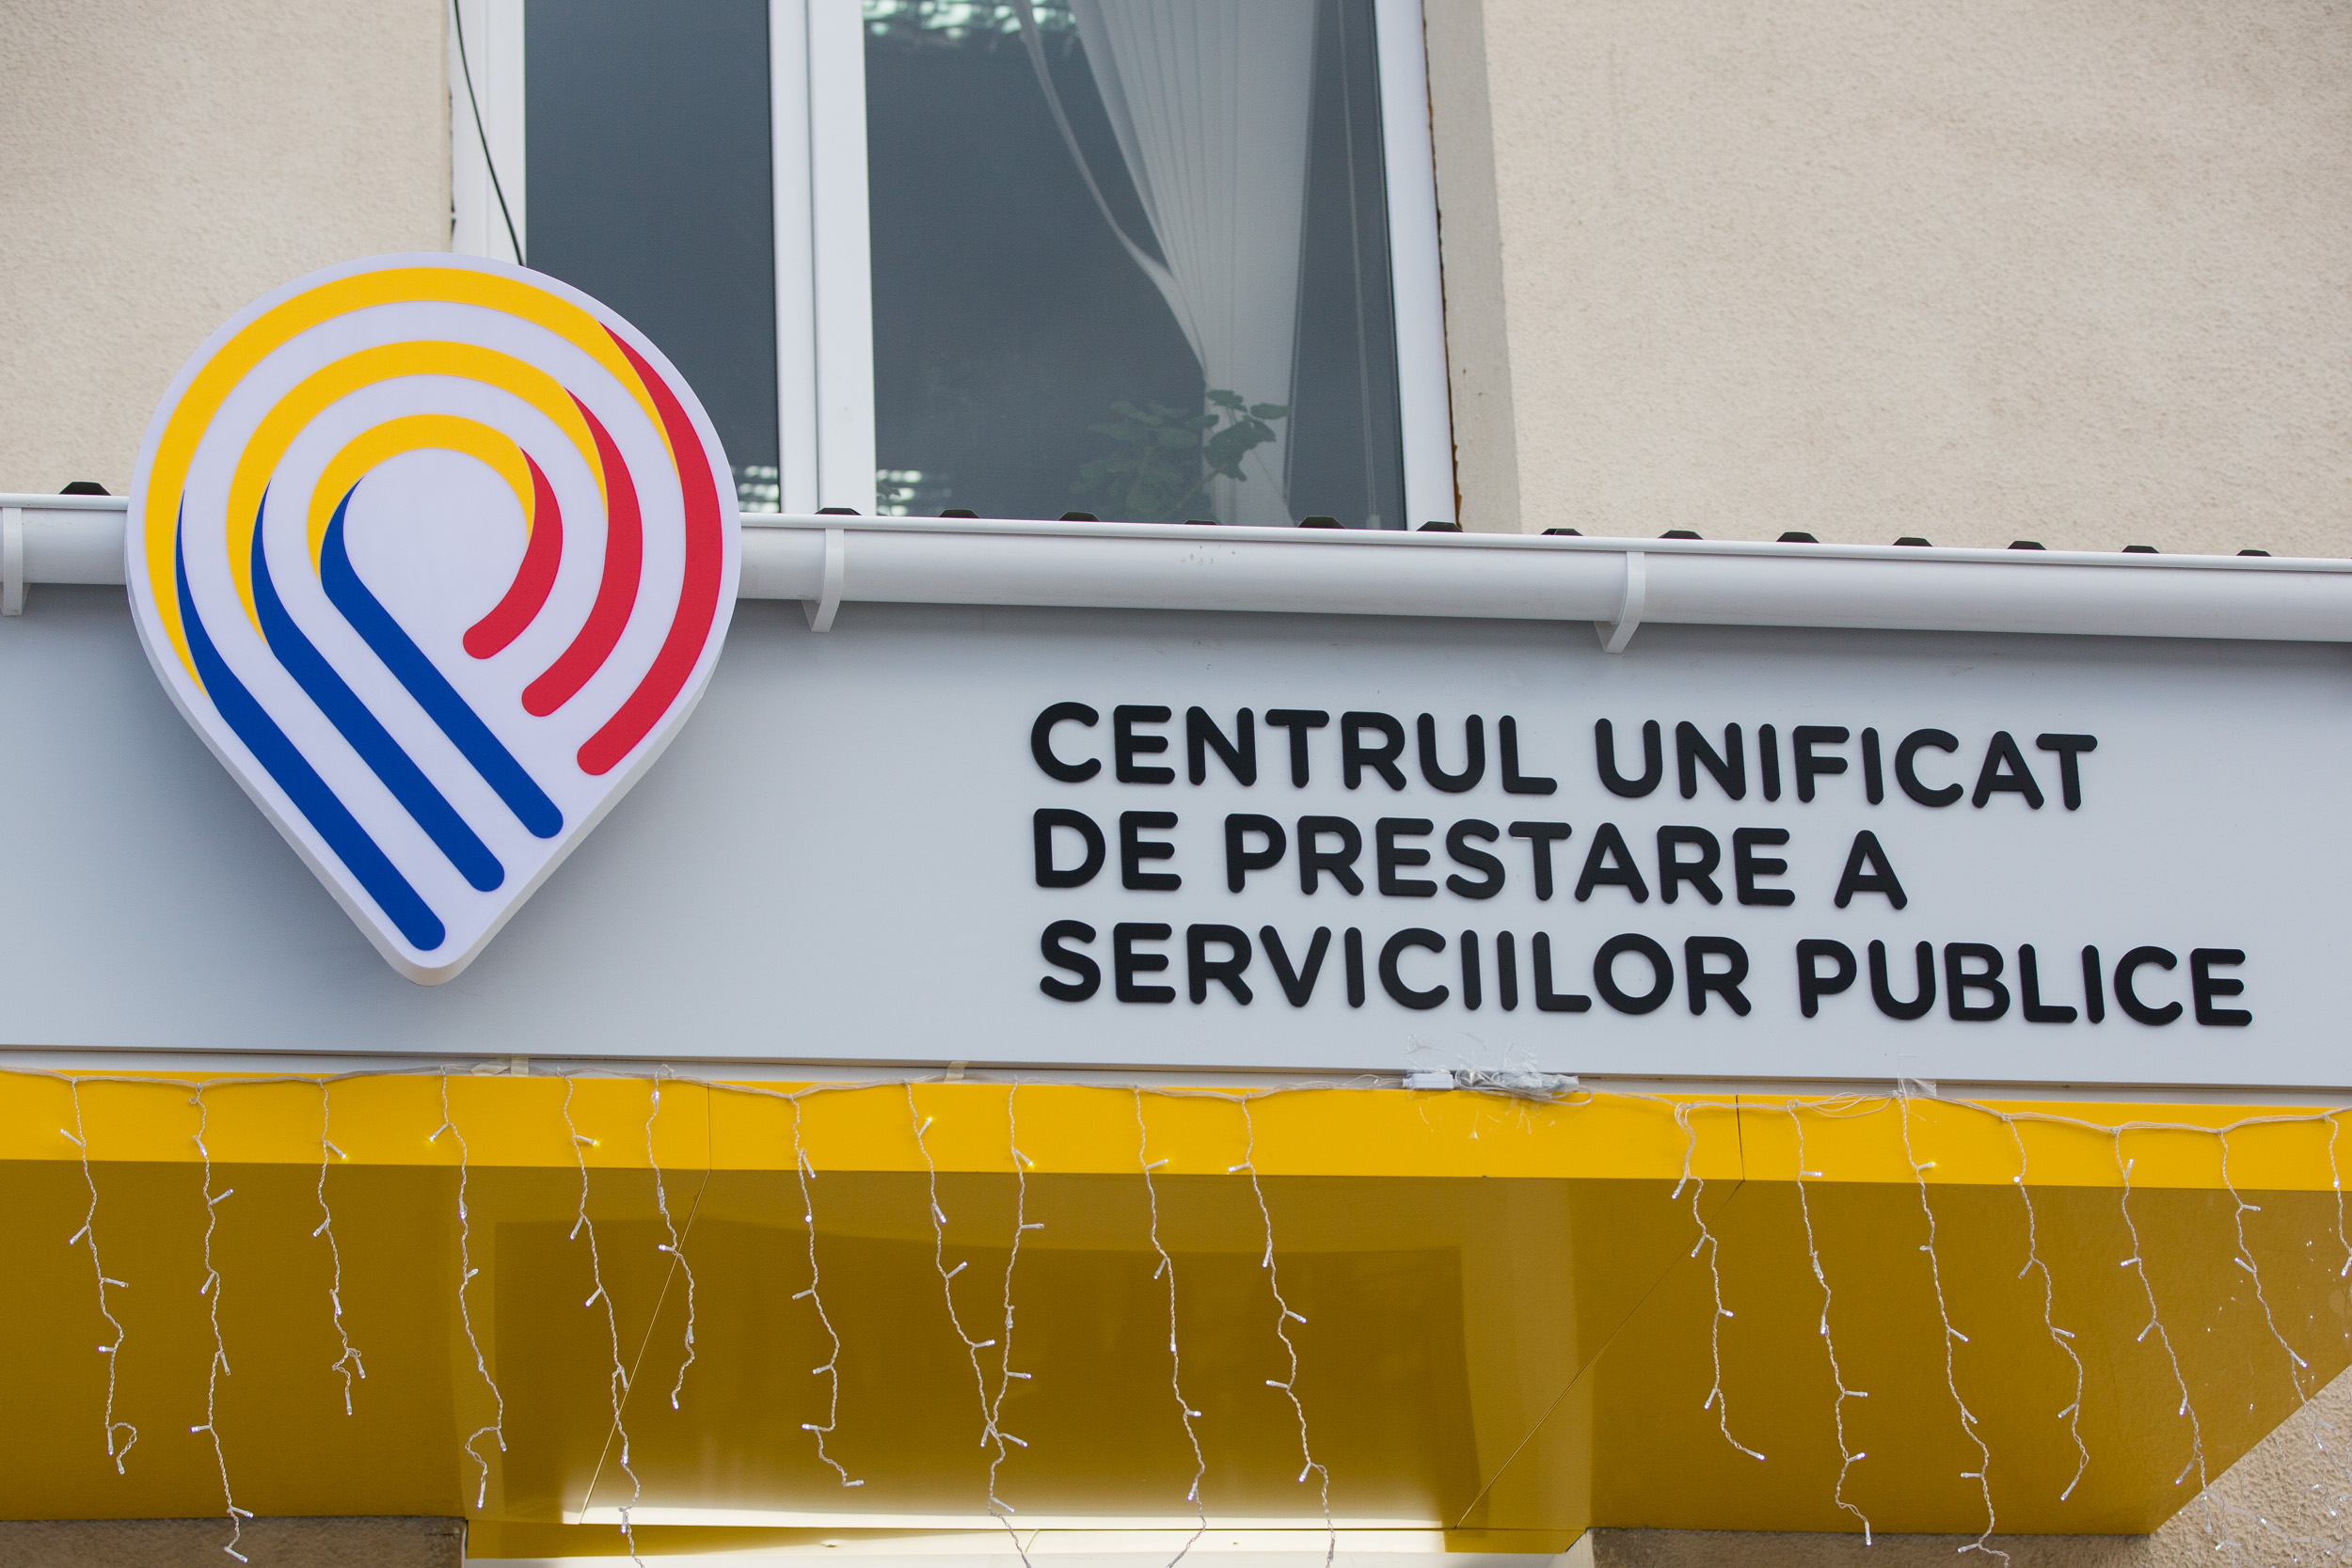 CENTRUL UNIFICAT
DE PRESTARE A
SERVICIILOR PUBLICE